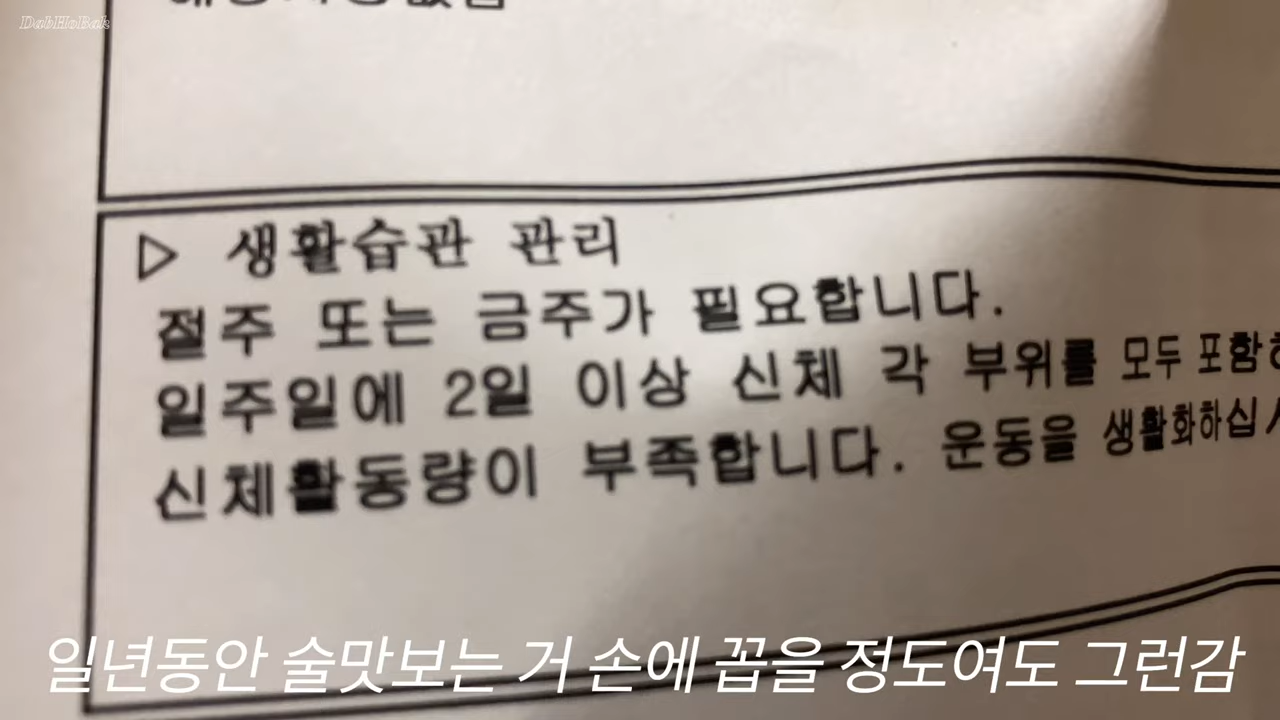 DabHoBak
▷ 생활습관 관리
절주 또는 금주가 필요합니다.
일주일에 2일 이상 신체 각 부위를 모두 포함하
신체활동량이 부족합니다. 운동을 생활화하십시
일년동안 술맛보는 거 손에 꼽을 정도여도 그런감